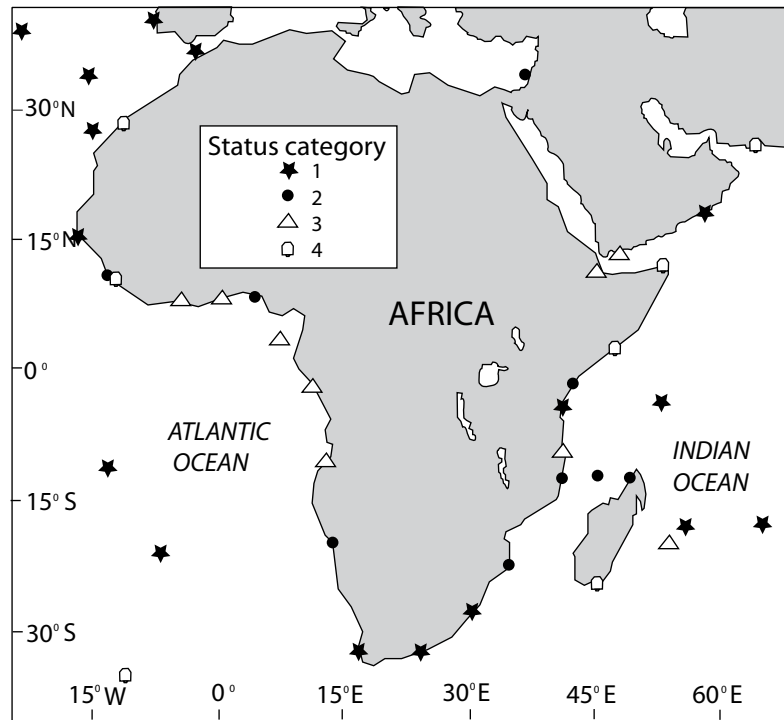 30°N
Status category
1
2
3
4
15°N
AFRICA
0°
ATLANTIC
OCEAN
INDIAN
OCEAN
15°S
30°S
15°W
0°
15°E
30°E
45°E
60°E